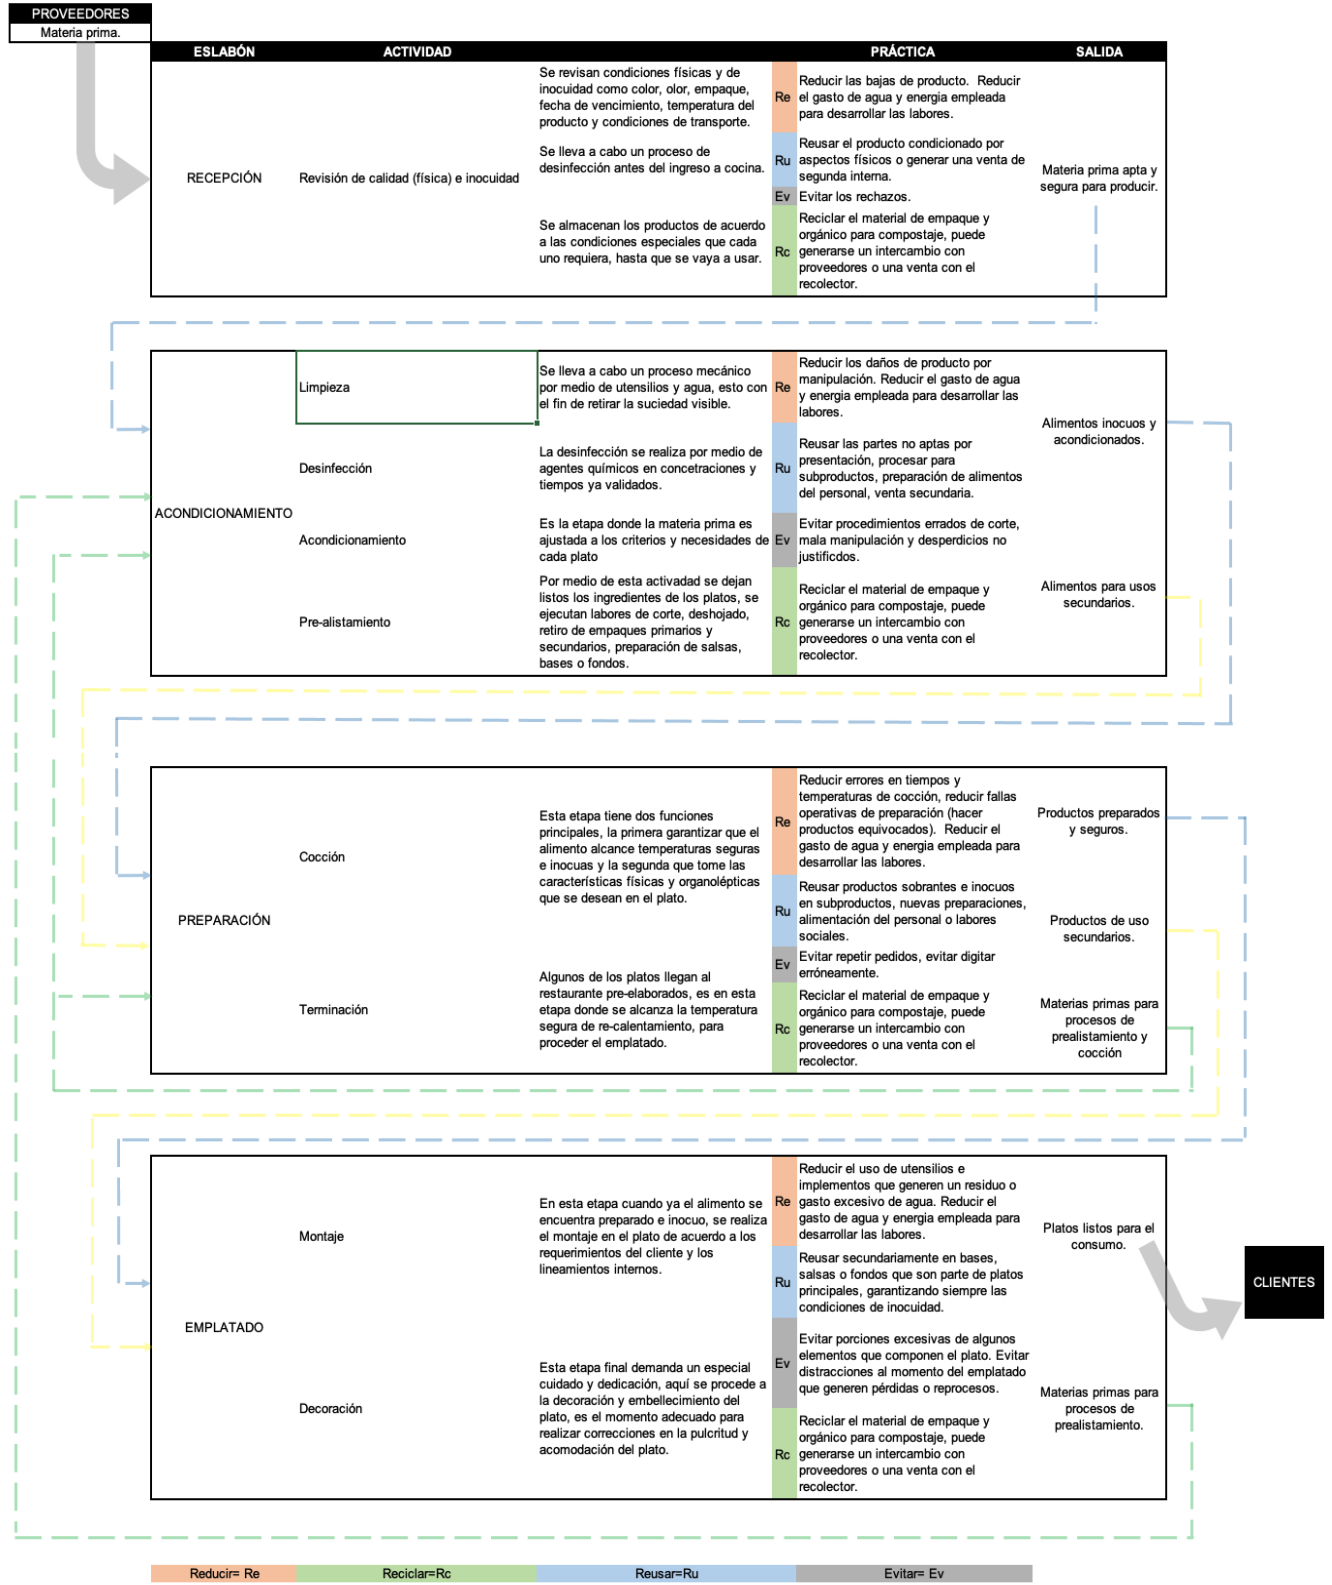 PROVEEDORES
Materia prima.
ESLABÓN
ACTIVIDAD
PRÁCTICA
SALIDA
RECEPCIÓN
Revisión de calidad (física) e inocuidad
Se revisan condiciones físicas y de
inocuidad como color, olor, empaque,
fecha de vencimiento, temperatura del
producto y condiciones de transporte.
Se lleva a cabo un proceso de
desinfección antes del ingreso a cocina.
Se almacenan los productos de acuerdo
a las condiciones especiales que cada
uno requiera, hasta que se vaya a usar.
Re
Reducir las bajas de producto. Reducir
el gasto de agua y energia empleada
para desarrollar las labores.
Ru
Reusar el producto condicionado por
aspectos físicos o generar una venta de
segunda interna.
Ev
Evitar los rechazos.
Rc
Reciclar el material de empaque y
orgánico para compostaje, puede
generarse un intercambio con
proveedores o una venta con el
recolector.
Materia prima apta y
segura para producir.
ACONDICIONAMIENTO
Limpieza
Se lleva a cabo un proceso mecánico
por medio de utensilios y agua, esto con
el fin de retirar la suciedad visible.
Desinfección
La desinfección se realiza por medio de
agentes químicos en concetraciones y
tiempos ya validados.
Acondicionamiento
Es la etapa donde la materia prima es
ajustada a los criterios y necesidades de
cada plato
Pre-alistamiento
Por medio de esta activadad se dejan
listos los ingredientes de los platos, se
ejecutan labores de corte, deshojado,
retiro de empaques primarios y
secundarios, preparación de salsas,
bases o fondos.
Re
Reducir los daños de producto por
manipulación. Reducir el gasto de agua
y energia empleada para desarrollar las
labores.
Ru
Reusar las partes no aptas por
presentación, procesar para
subproductos, preparación de alimentos
del personal, venta secundaria.
Ev
Evitar procedimientos errados de corte,
mala manipulación y desperdicios no
justificdos.
Rc
Reciclar el material de empaque y
orgánico para compostaje, puede
generarse un intercambio con
proveedores o una venta con el
recolector.
Alimentos inocuos y
acondicionados.
Alimentos para usos
secundarios.
PREPARACIÓN
Cocción
Esta etapa tiene dos funciones
principales, la primera garantizar que el
alimento alcance temperaturas seguras
e inocuas y la segunda que tome las
características físicas y organolépticas
que se desean en el plato.
Terminación
Algunos de los platos llegan al
restaurante pre-elaborados, es en esta
etapa donde se alcanza la temperatura
segura de re-calentamiento, para
proceder el emplatado.
Re
Reducir errores en tiempos y
temperaturas de cocción, reducir fallas
operativas de preparación (hacer
productos equivocados). Reducir el
gasto de agua y energia empleada para
desarrollar las labores.
Ru
Reusar productos sobrantes e inocuos
en subproductos, nuevas preparaciones,
alimentación del personal o labores
sociales.
Ev
Evitar repetir pedidos, evitar digitar
erróneamente.
Rc
Reciclar el material de empaque y
orgánico para compostaje, puede
generarse un intercambio con
proveedores o una venta con el
recolector.
Productos preparados
y seguros.
Productos de uso
secundarios.
Materias primas para
procesos de
prealistamiento y
cocción
EMPLATADO
Montaje
En esta etapa cuando ya el alimento se
encuentra preparado e inocuo, se realiza
el montaje en el plato de acuerdo a los
requerimientos del cliente y los
lineamientos internos.
Decoración
Esta etapa final demanda un especial
cuidado y dedicación, aquí se procede a
la decoración y embellecimiento del
plato, es el momento adecuado para
realizar correcciones en la pulcritud y
acomodación del plato.
Re
Reducir el uso de utensilios e
implementos que generen un residuo o
gasto excesivo de agua. Reducir el
gasto de agua y energia empleada para
desarrollar las labores.
Ru
Reusar secundariamente en bases,
salsas o fondos que son parte de platos
principales, garantizando siempre las
condiciones de inocuidad.
Ev
Evitar porciones excesivas de algunos
elementos que componen el plato. Evitar
distracciones al momento del emplatado
que generen pérdidas o reprocesos.
Rc
Reciclar el material de empaque y
orgánico para compostaje, puede
generarse un intercambio con
proveedores o una venta con el
recolector.
Platos listos para el
consumo.
Materias primas para
procesos de
prealistamiento.
CLIENTES
Reducir= Re
Reciclar=Rc
Reusar=Ru
Evitar= Ev